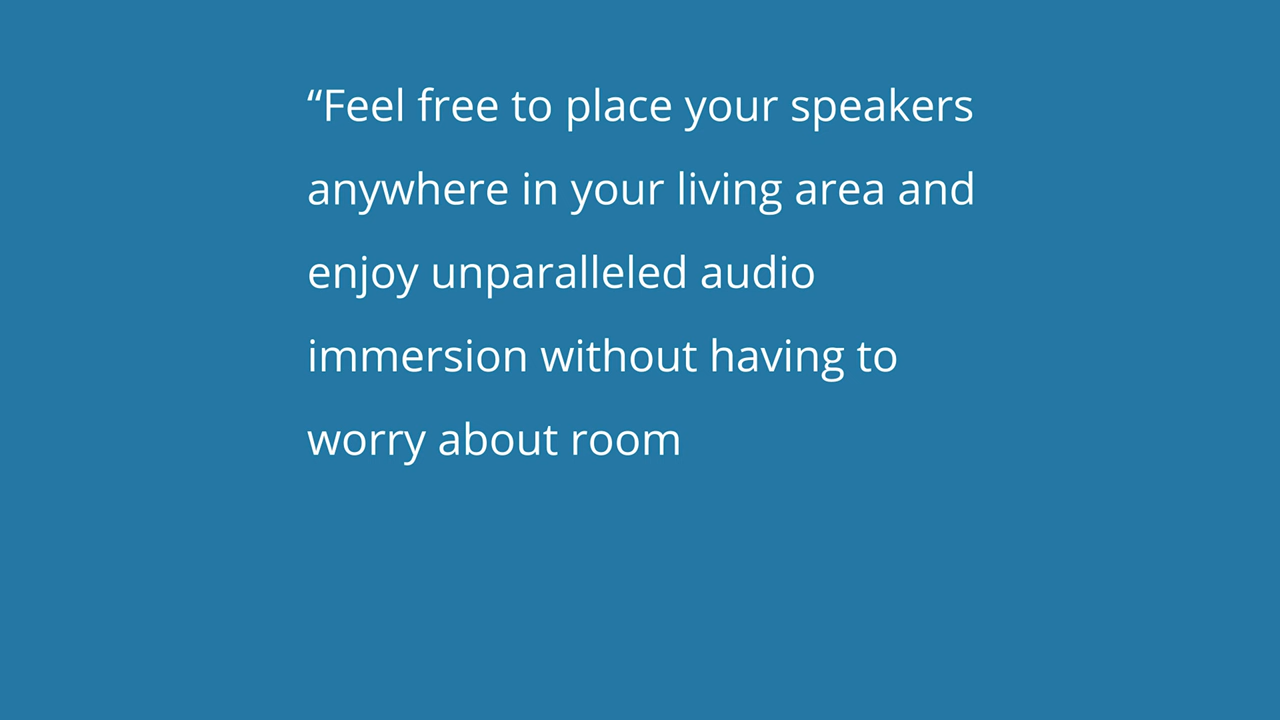 “Feel free to place your speakers
anywhere in your living area and
enjoy unparalleled audio
immersion without having to
worry about room